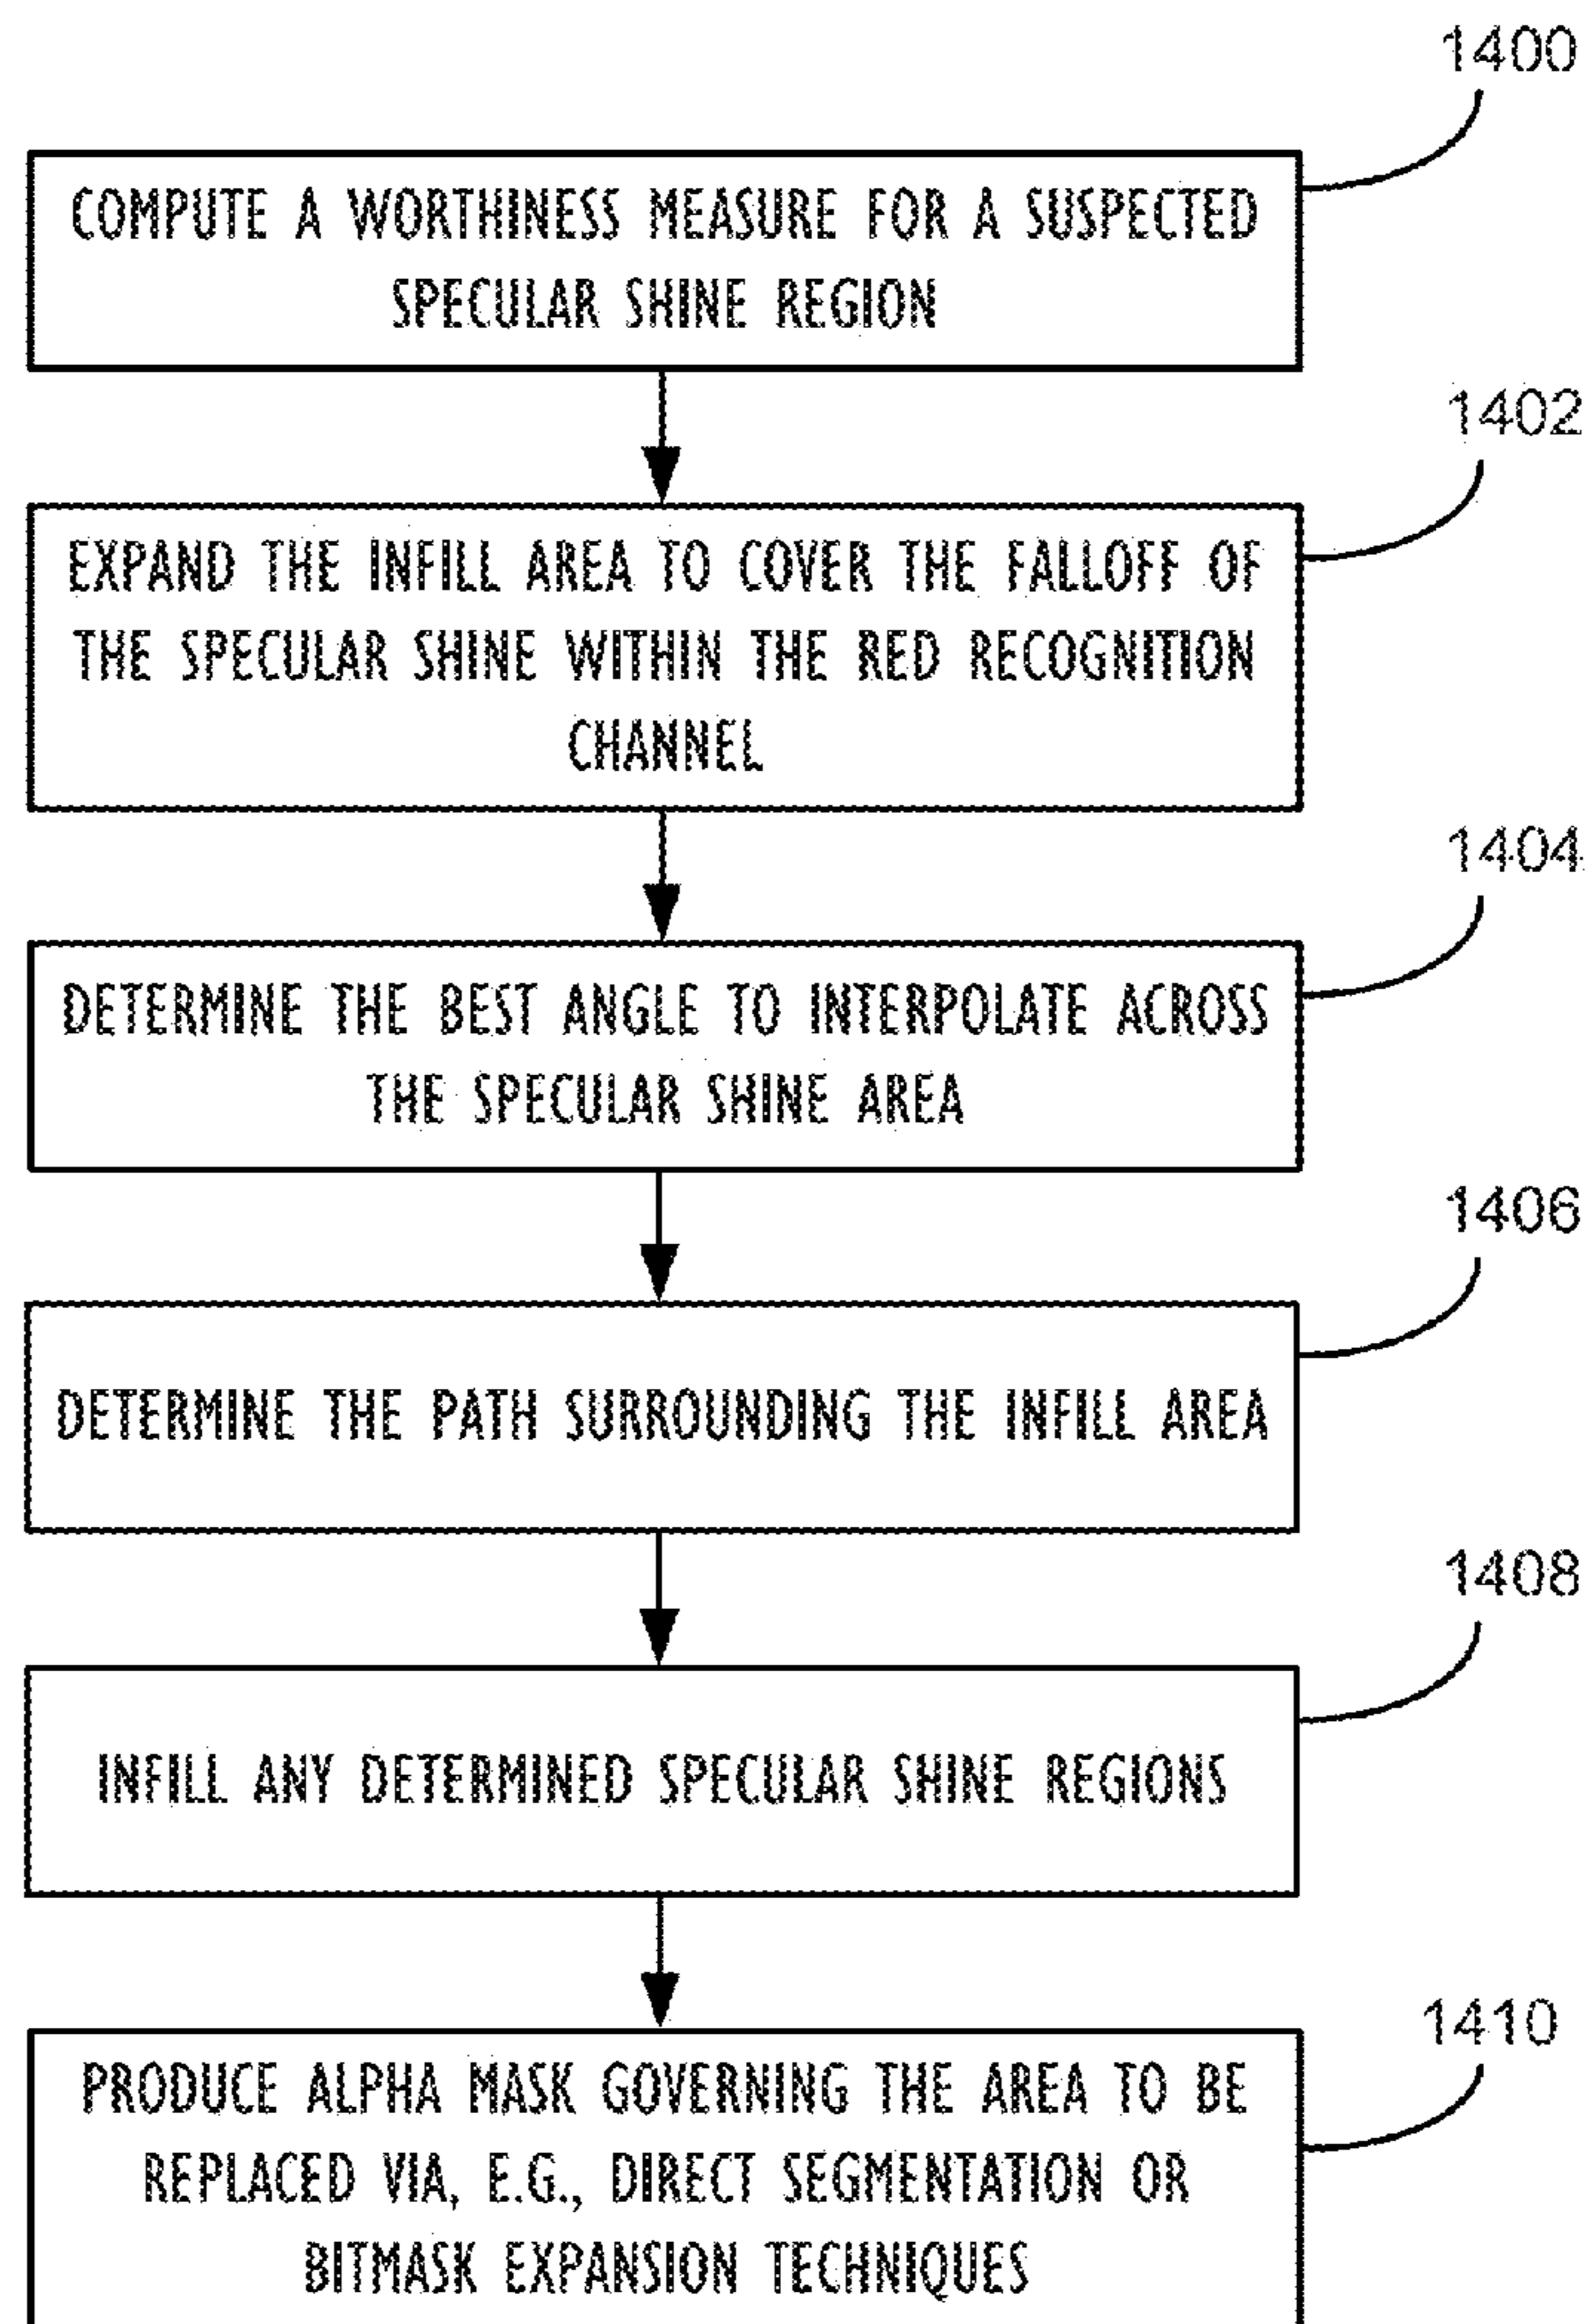 1400
COMPUTE A WORTHINESS MEASURE FOR A SUSPECTED
SPECULAR SHINE REGION
1402
EXPAND THE INFILL AREA TO COVER THE FALLOFF OF
THE SPECULAR SHINE WITHIN THE RED RECOGNITION
CHANNEL
1404
DETERMINE THE BEST ANGLE TO INTERPOLATE ACROSS
THE SPECULAR SHINE AREA
1406
DETERMINE THE PATH SURROUNDING THE INFILL AREA
1408
INFILL ANY DETERMINED SPECULAR SHINE REGIONS
1410
PRODUCE ALPHA MASK GOVERNING THE AREA TO BE
REPLACED VIA, E.G., DIRECT SEGMENTATION OR
BITMASK EXPANSION TECHNIQUES